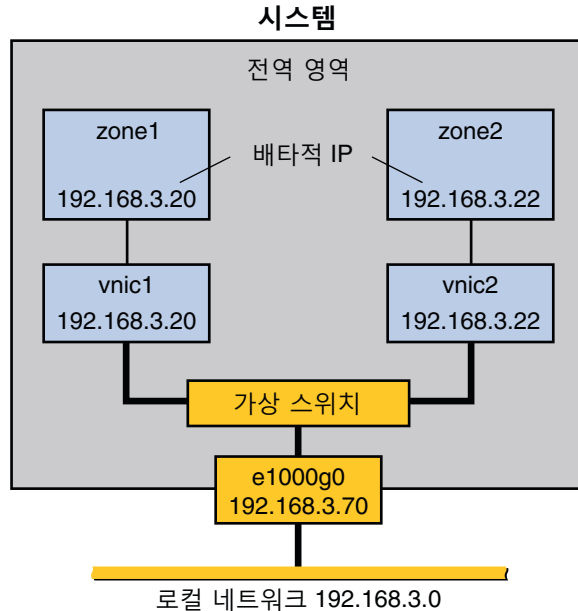 시스템
전역 영역
zone1
zone2
배타적 IP
192.168.3.20
192.168.3.22
vnic1
192.168.3.20
vnic2
192.168.3.22
가상 스위치
e1000g0
192.168.3.70
로컬 네트워크 192.168.3.0